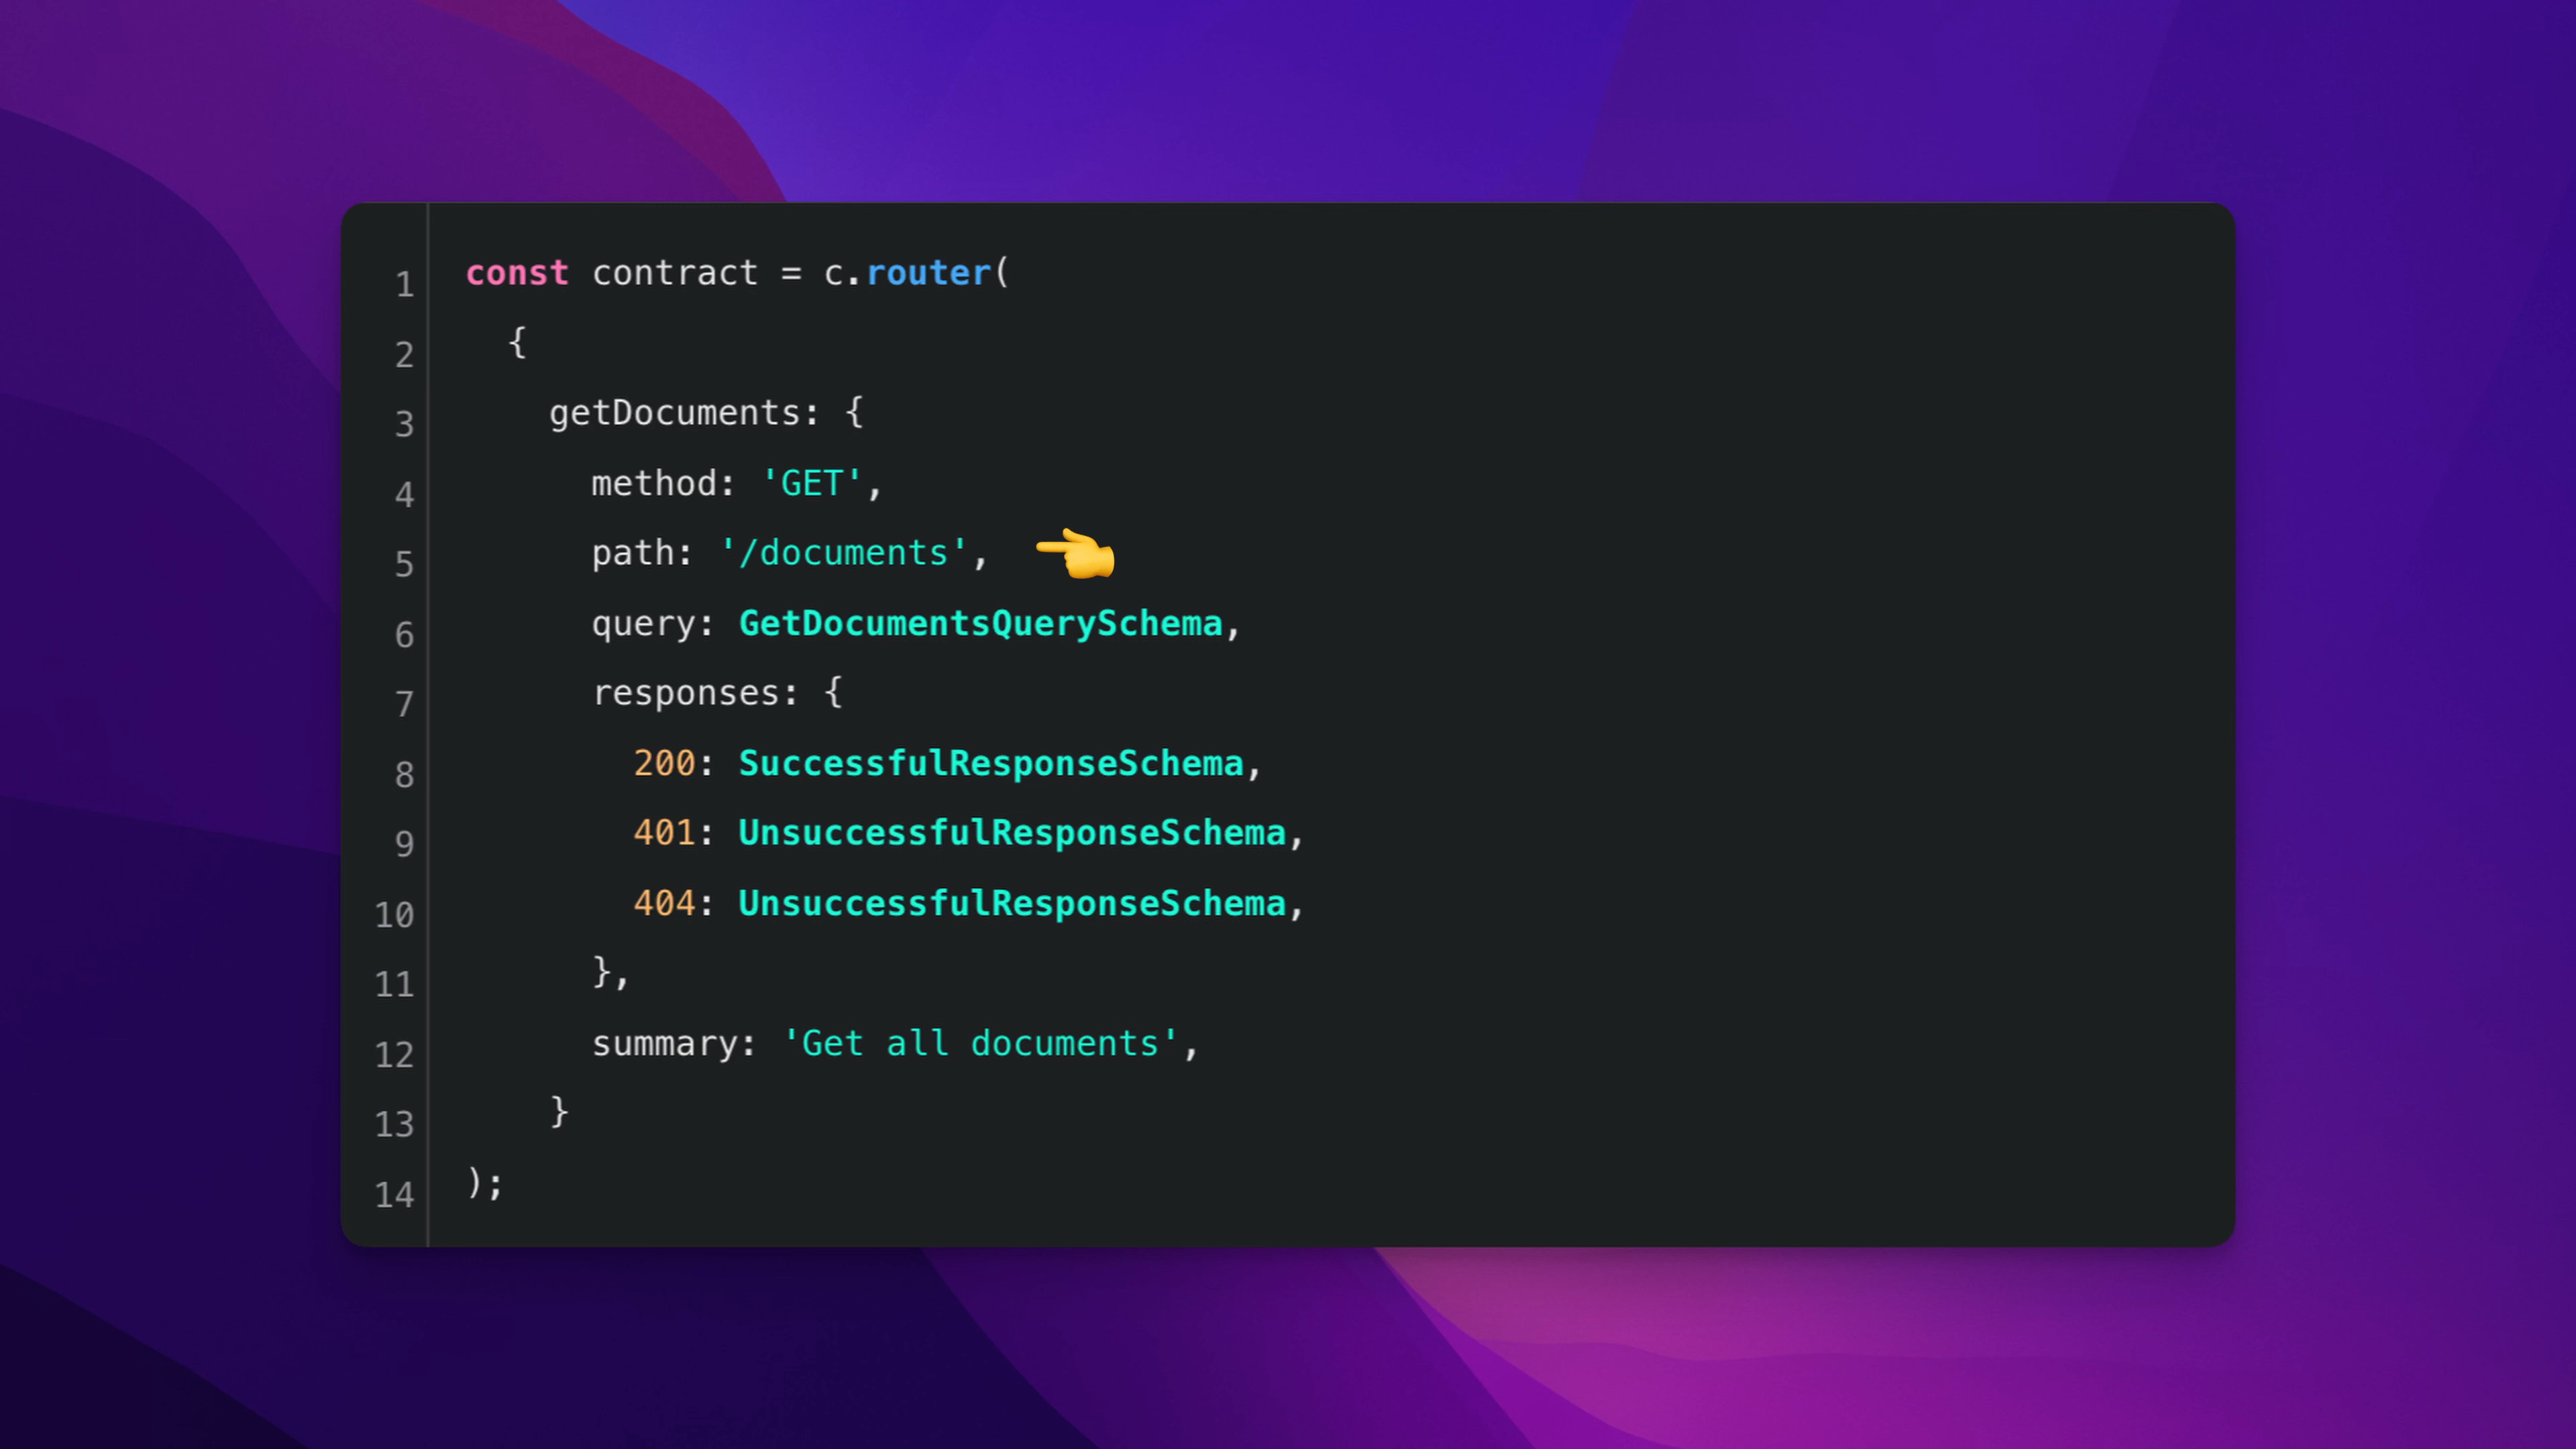 1 const contract = c.router(
2 {
3 getDocuments: {
4 method: 'GET',
5 path: '/documents', 👈
6 query: GetDocumentsQuerySchema,
7 responses: {
8 200: SuccessfulResponseSchema,
9 401: UnsuccessfulResponseSchema,
10 404: UnsuccessfulResponseSchema,
11 },
12 summary: 'Get all documents',
13 }
14 );